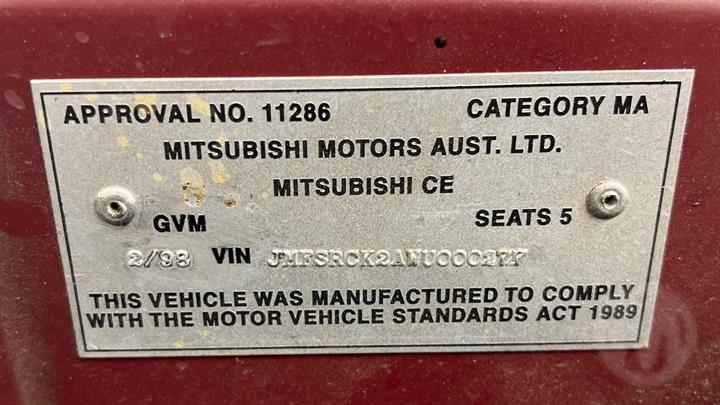 APPROVAL NO. 11286 CATEGORY MA
MITSUBISHI MOTORS AUST. LTD.
MITSUBISHI CE
GVM SEATS 5
2/98 VIN
THIS VEHICLE WAS MANUFACTURED TO COMPLY
WITH THE MOTOR VEHICLE STANDARDS ACT 1989